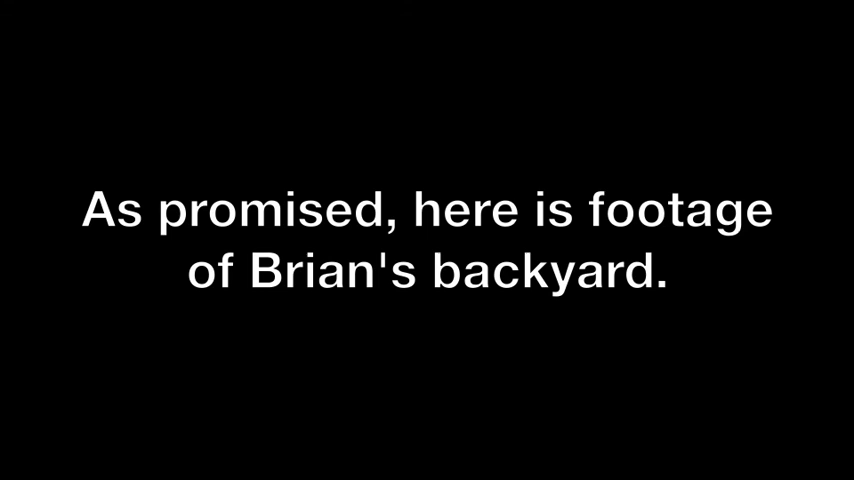 As promised, here is footage
of Brian's backyard.